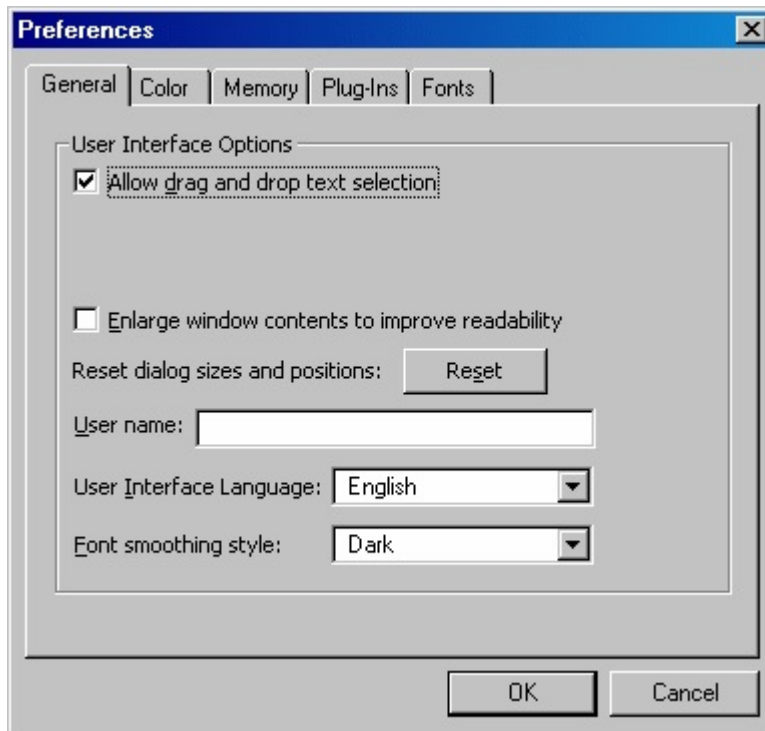 Preferences
General Color Memory Plug-Ins Fonts
User Interface Options
Allow drag and drop text selection
Enlarge window contents to improve readability
Reset dialog sizes and positions: Reset
User name:
User Interface Language: English
Font smoothing style: Dark
OK Cancel